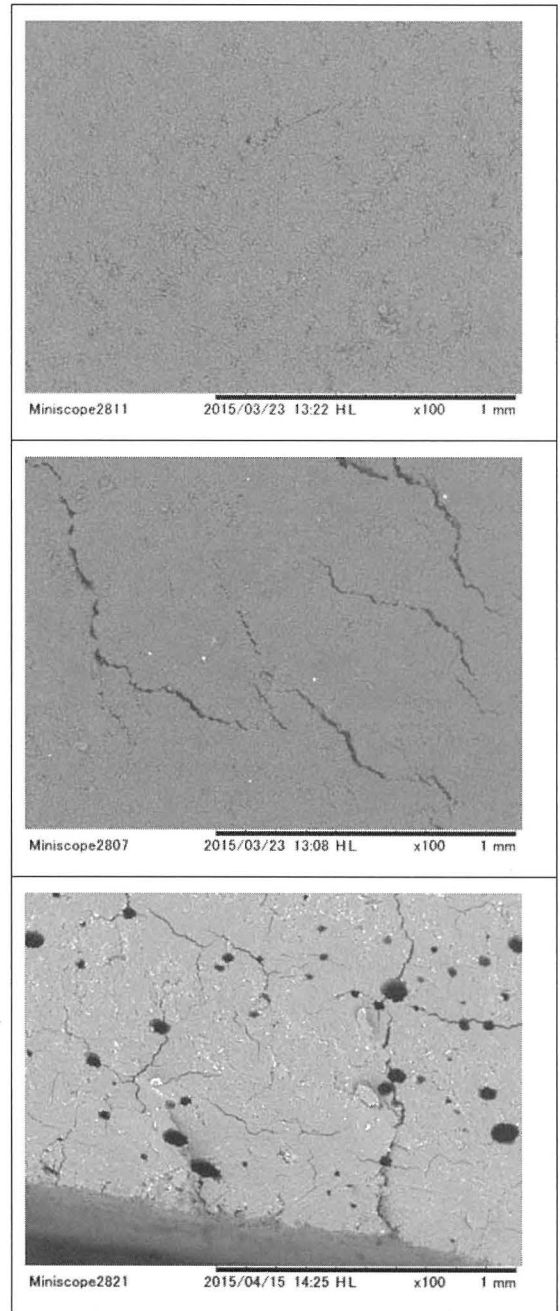 Miniscope2811 2015/03/23 13:22 HL x100 1 mm
Miniscope2807 2015/03/23 13:08 HL x100 1 mm
Miniscope2821 2015/04/15 14:25 HL x100 1 mm